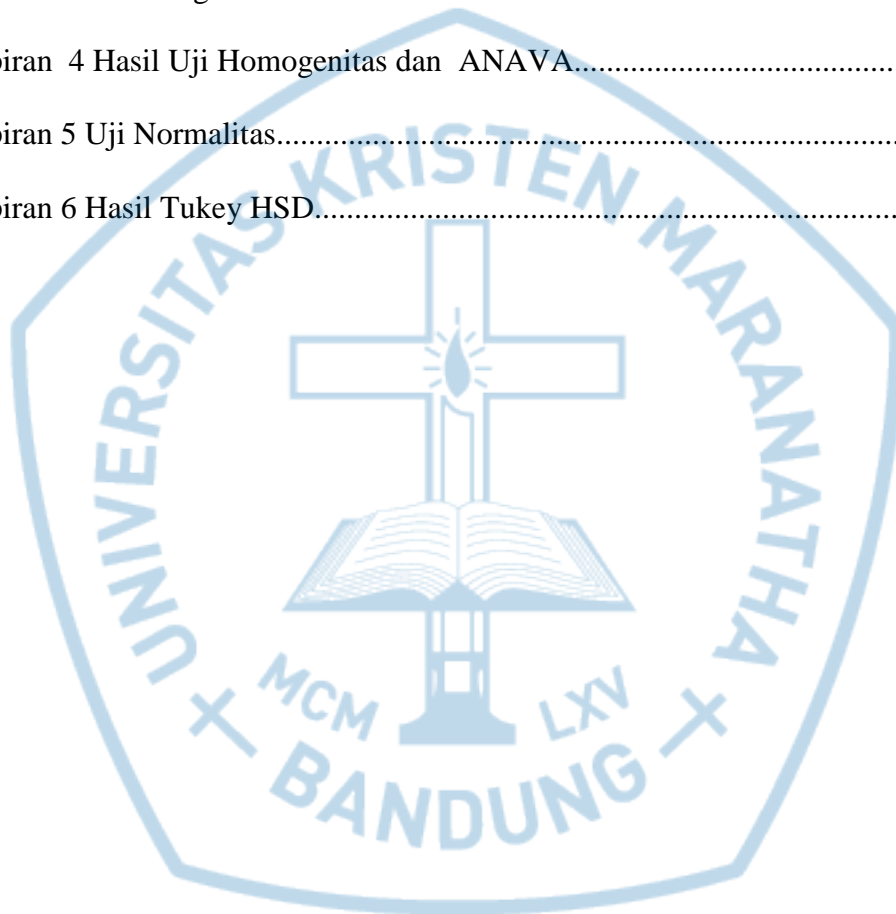 piran  4 Hasil Uji Homogenitas dan  ANAVA...................................
piran 5 Uji Normalitas........................................................................
piran 6 Hasil Tukey HSD...................................................................
UNIVERSITAS KRISTEN MARANATHA
MCM LXV
BANDUNG